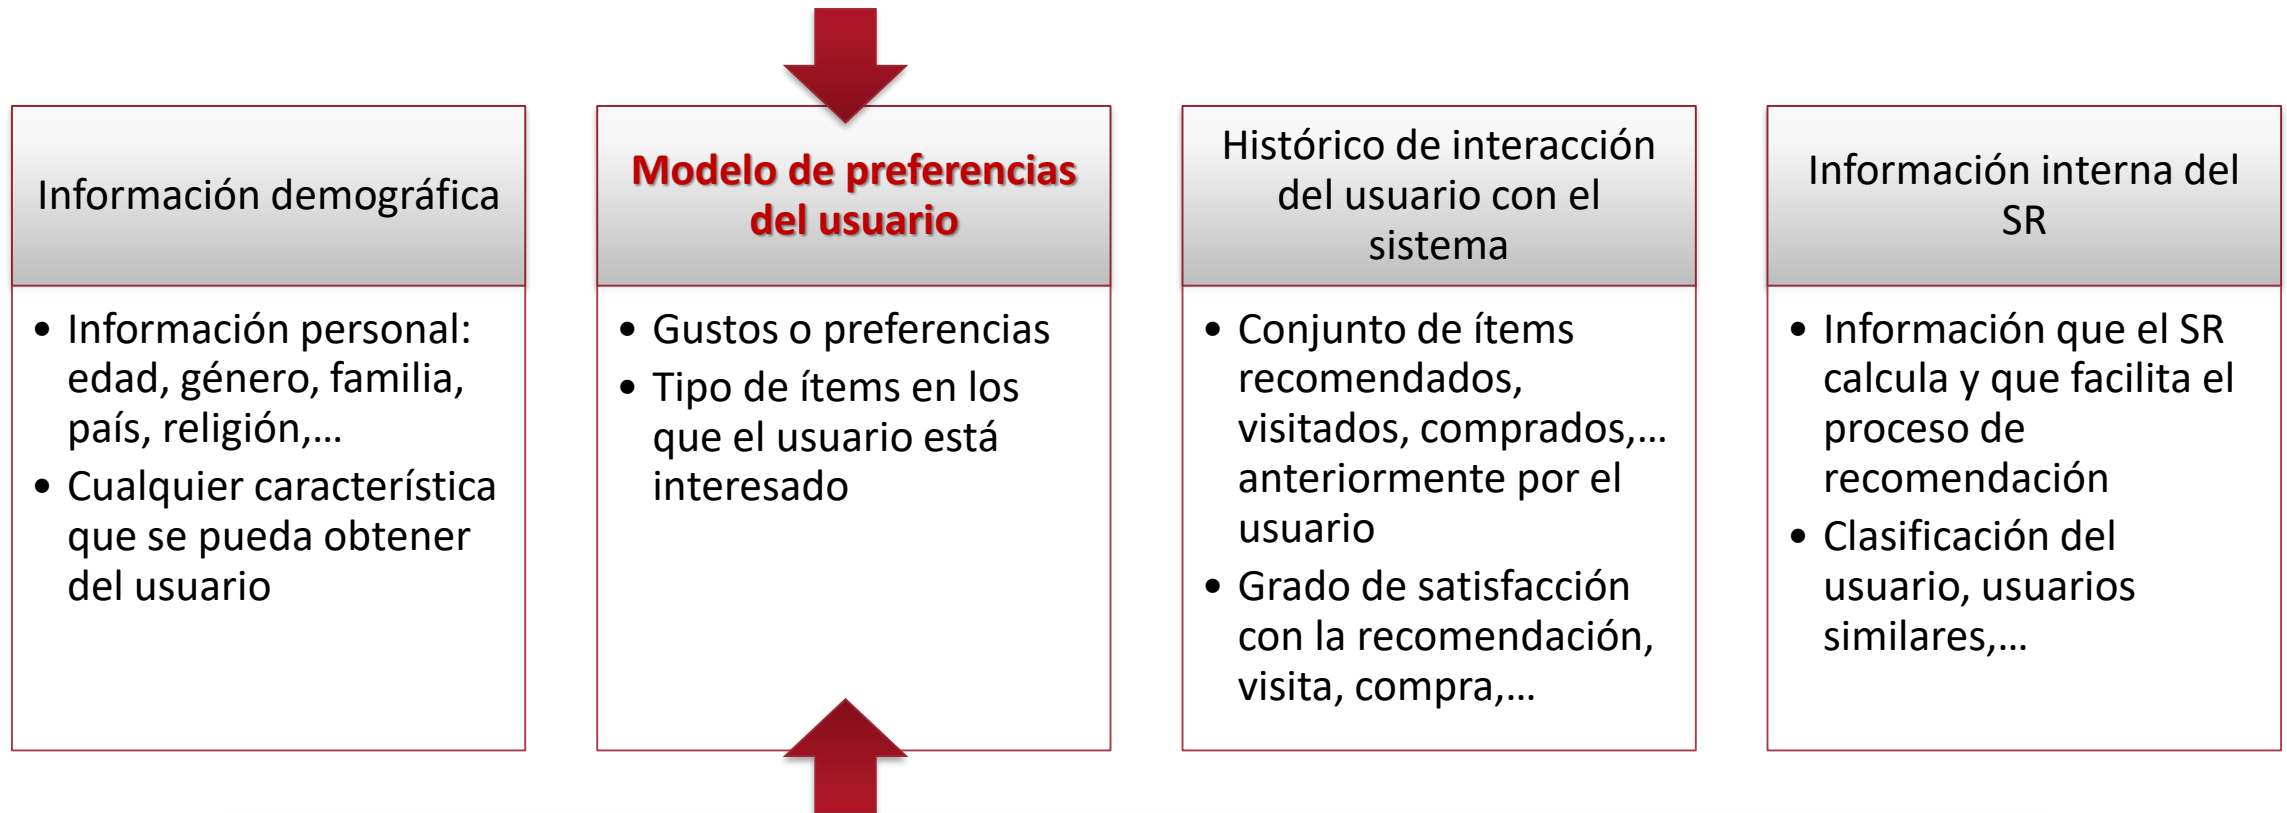 Información demográfica
• Información personal:
edad, género, familia,
país, religión,…
• Cualquier característica
que se pueda obtener
del usuario
Modelo de preferencias
del usuario
• Gustos o preferencias
• Tipo de ítems en los
que el usuario está
interesado
Histórico de interacción
del usuario con el
sistema
• Conjunto de ítems
recomendados,
visitados, comprados,…
anteriormente por el
usuario
• Grado de satisfacción
con la recomendación,
visita, compra,…
Información interna del
SR
• Información que el SR
calcula y que facilita el
proceso de
recomendación
• Clasificación del
usuario, usuarios
similares,…